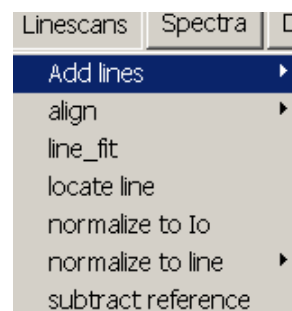 Linescans Spectra
Add lines
align
line_fit
locate line
normalize to Io
normalize to line
subtract reference